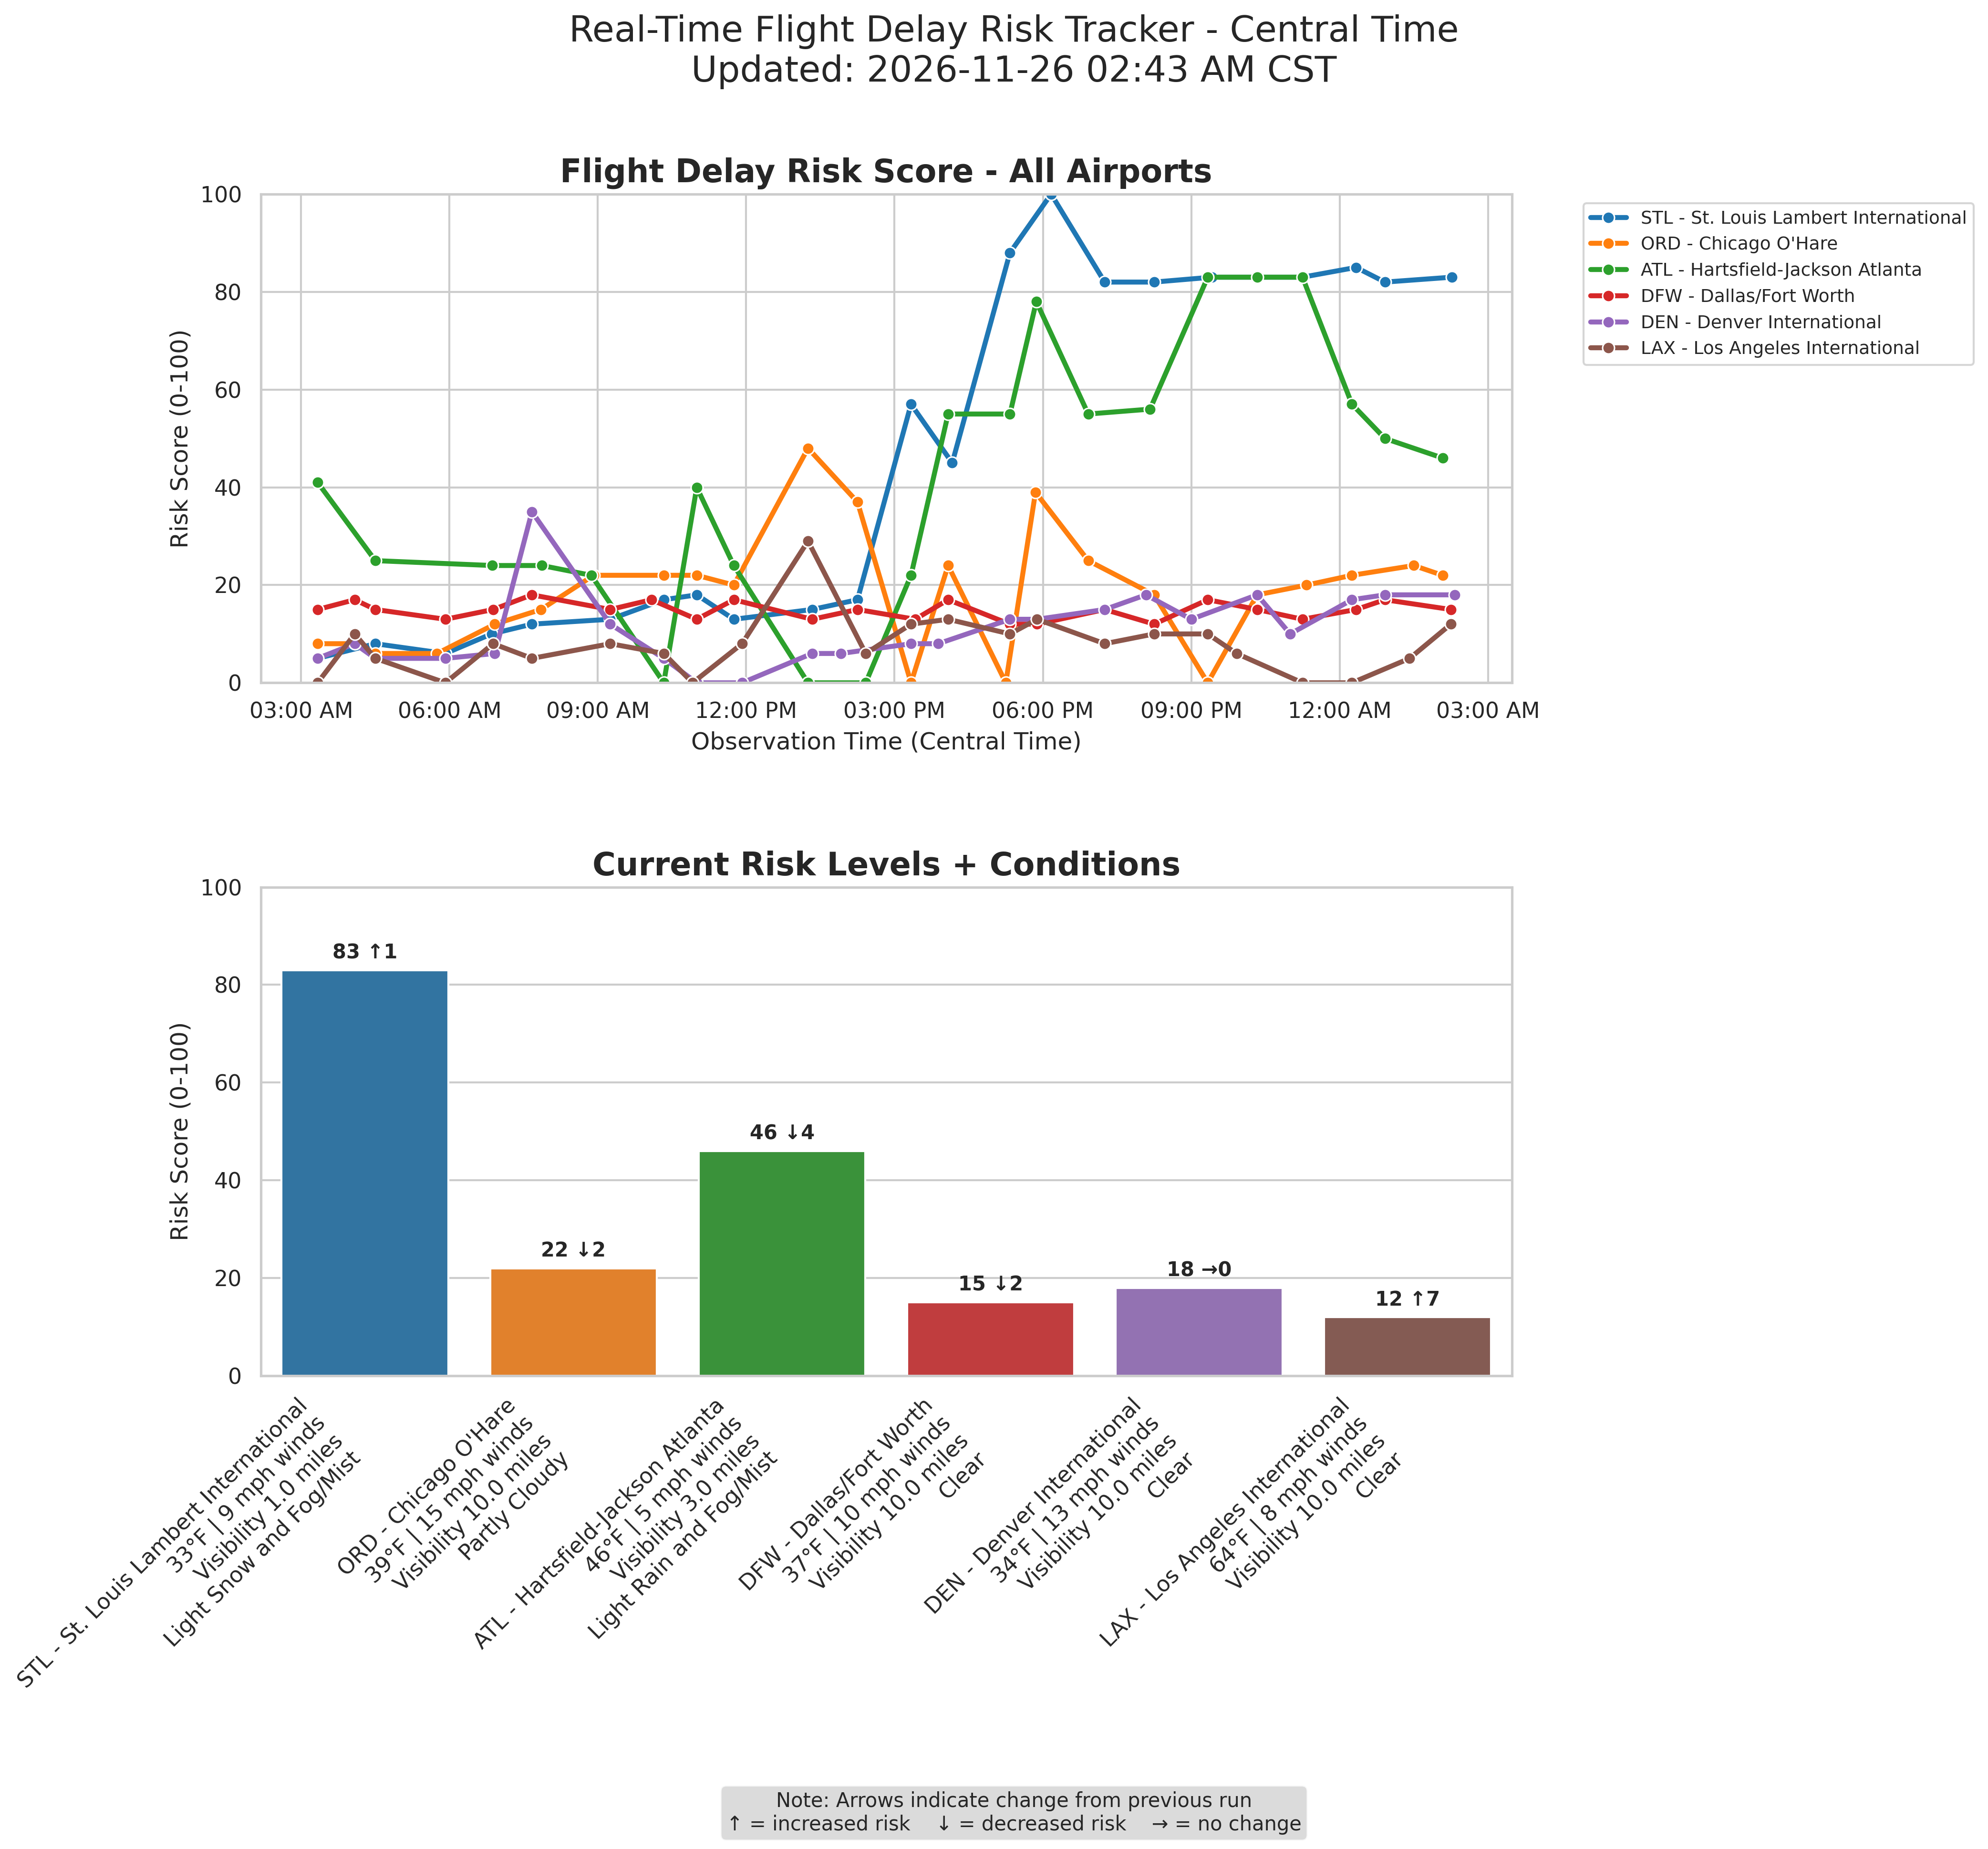 Real-Time Flight Delay Risk Tracker - Central Time
Updated: 2026-11-26 02:43 AM CST
Flight Delay Risk Score - All Airports
Risk Score (0-100)
100
80
60
40
20
0
03:00 AM
06:00 AM
09:00 AM
12:00 PM
03:00 PM
06:00 PM
09:00 PM
12:00 AM
03:00 AM
Observation Time (Central Time)
STL - St. Louis Lambert International
ORD - Chicago O'Hare
ATL - Hartsfield-Jackson Atlanta
DFW - Dallas/Fort Worth
DEN - Denver International
LAX - Los Angeles International
Current Risk Levels + Conditions
Risk Score (0-100)
100
80
60
40
20
0
83 ↑1
22 ↓2
46 ↓4
15 ↓2
18 →0
12 ↑7
STL - St. Louis Lambert International
33°F | 9 mph winds
Visibility 1.0 miles
Light Snow and Fog/Mist
ORD - Chicago O'Hare
39°F | 15 mph winds
Visibility 10.0 miles
Partly Cloudy
ATL - Hartsfield-Jackson Atlanta
46°F | 5 mph winds
Visibility 3.0 miles
Light Rain and Fog/Mist
DFW - Dallas/Fort Worth
37°F | 10 mph winds
Visibility 10.0 miles
Clear
DEN - Denver International
34°F | 13 mph winds
Visibility 10.0 miles
Clear
LAX - Los Angeles International
64°F | 8 mph winds
Visibility 10.0 miles
Clear
Note: Arrows indicate change from previous run
↑ = increased risk ↓ = decreased risk → = no change